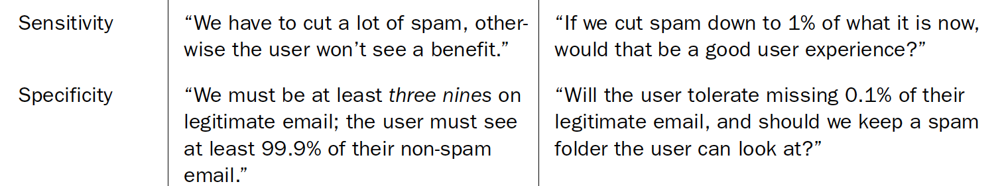 Sensitivity
“We have to cut a lot of spam, other-
wise the user won’t see a benefit.”
“If we cut spam down to 1% of what it is now,
would that be a good user experience?”
Specificity
“We must be at least three nines on
legitimate email; the user must see
at least 99.9% of their non-spam
email.”
“Will the user tolerate missing 0.1% of their
legitimate email, and should we keep a spam
folder the user can look at?”